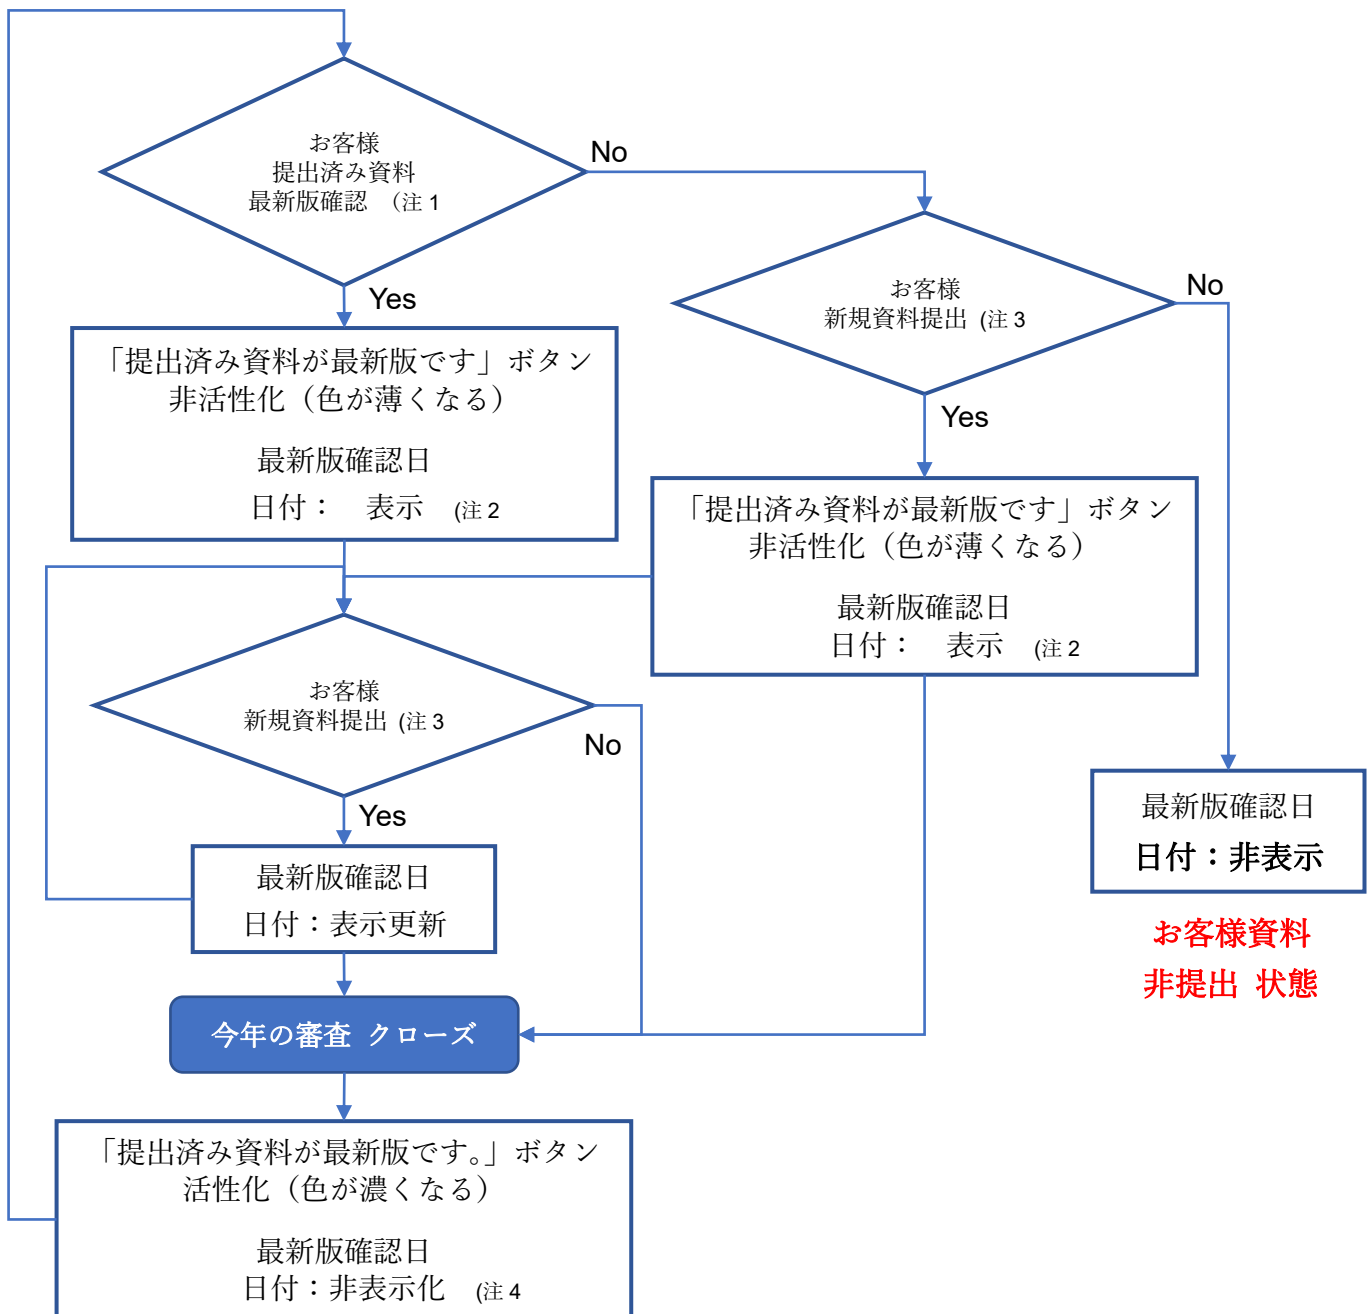 お客様
提出済み資料
最新版確認 （注 1
No
Yes
お客様
新規資料提出 (注 3
No
Yes
「提出済み資料が最新版です」ボタン
非活性化（色が薄くなる）
最新版確認日
日付： 表示 (注 2
「提出済み資料が最新版です」ボタン
非活性化（色が薄くなる）
最新版確認日
日付： 表示 (注 2
お客様
新規資料提出 (注 3
No
Yes
最新版確認日
日付：表示更新
最新版確認日
日付：非表示
お客様資料
非提出 状態
今年の審査 クローズ
「提出済み資料が最新版です。」ボタン
活性化（色が濃くなる）
最新版確認日
日付：非表示化 (注 4